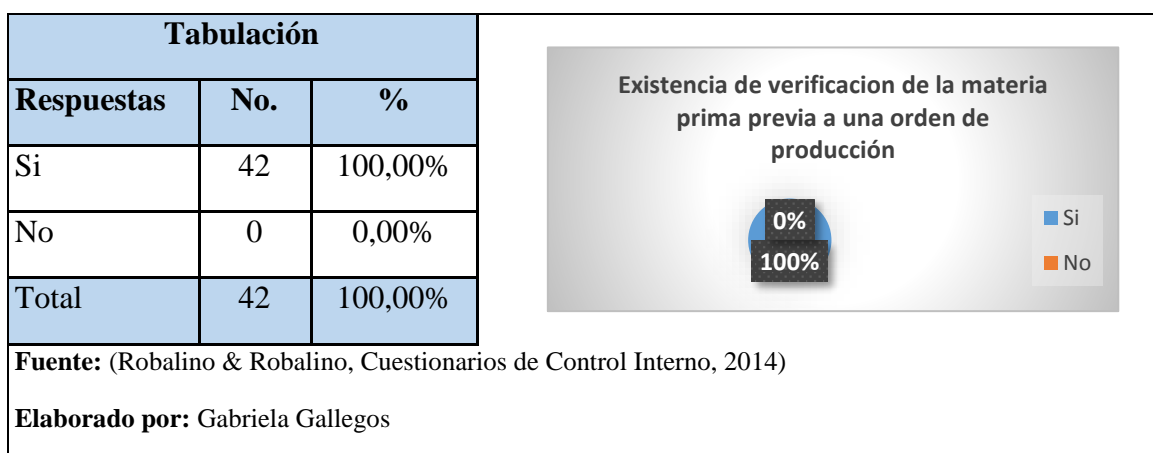 Tabulación
Respuestas No. %
Si 42 100,00%
No 0 0,00%
Total 42 100,00%
Existencia de verificacion de la materia
prima previa a una orden de
producción
0%
100%
Si
No
Fuente: (Robalino & Robalino, Cuestionarios de Control Interno, 2014)
Elaborado por: Gabriela Gallegos